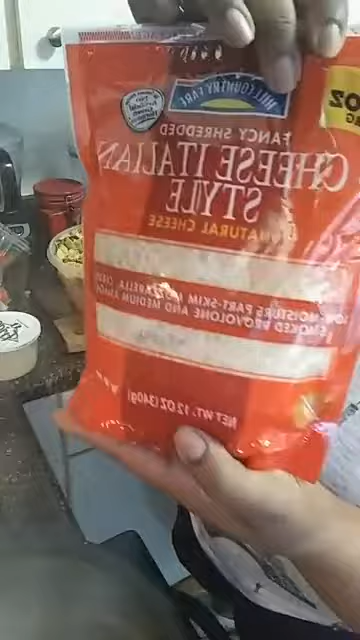 HILL COUNTRY FARE
OZ
FANCY SHREDDED
CHEESE ITALIAN
STYLE
NATURAL CHEESE
LOW-MOISTURE PART-SKIM MOZZARELLA
SMOKED PROVOLONE AND MEDIUM
NET WT. 12 OZ (340g)